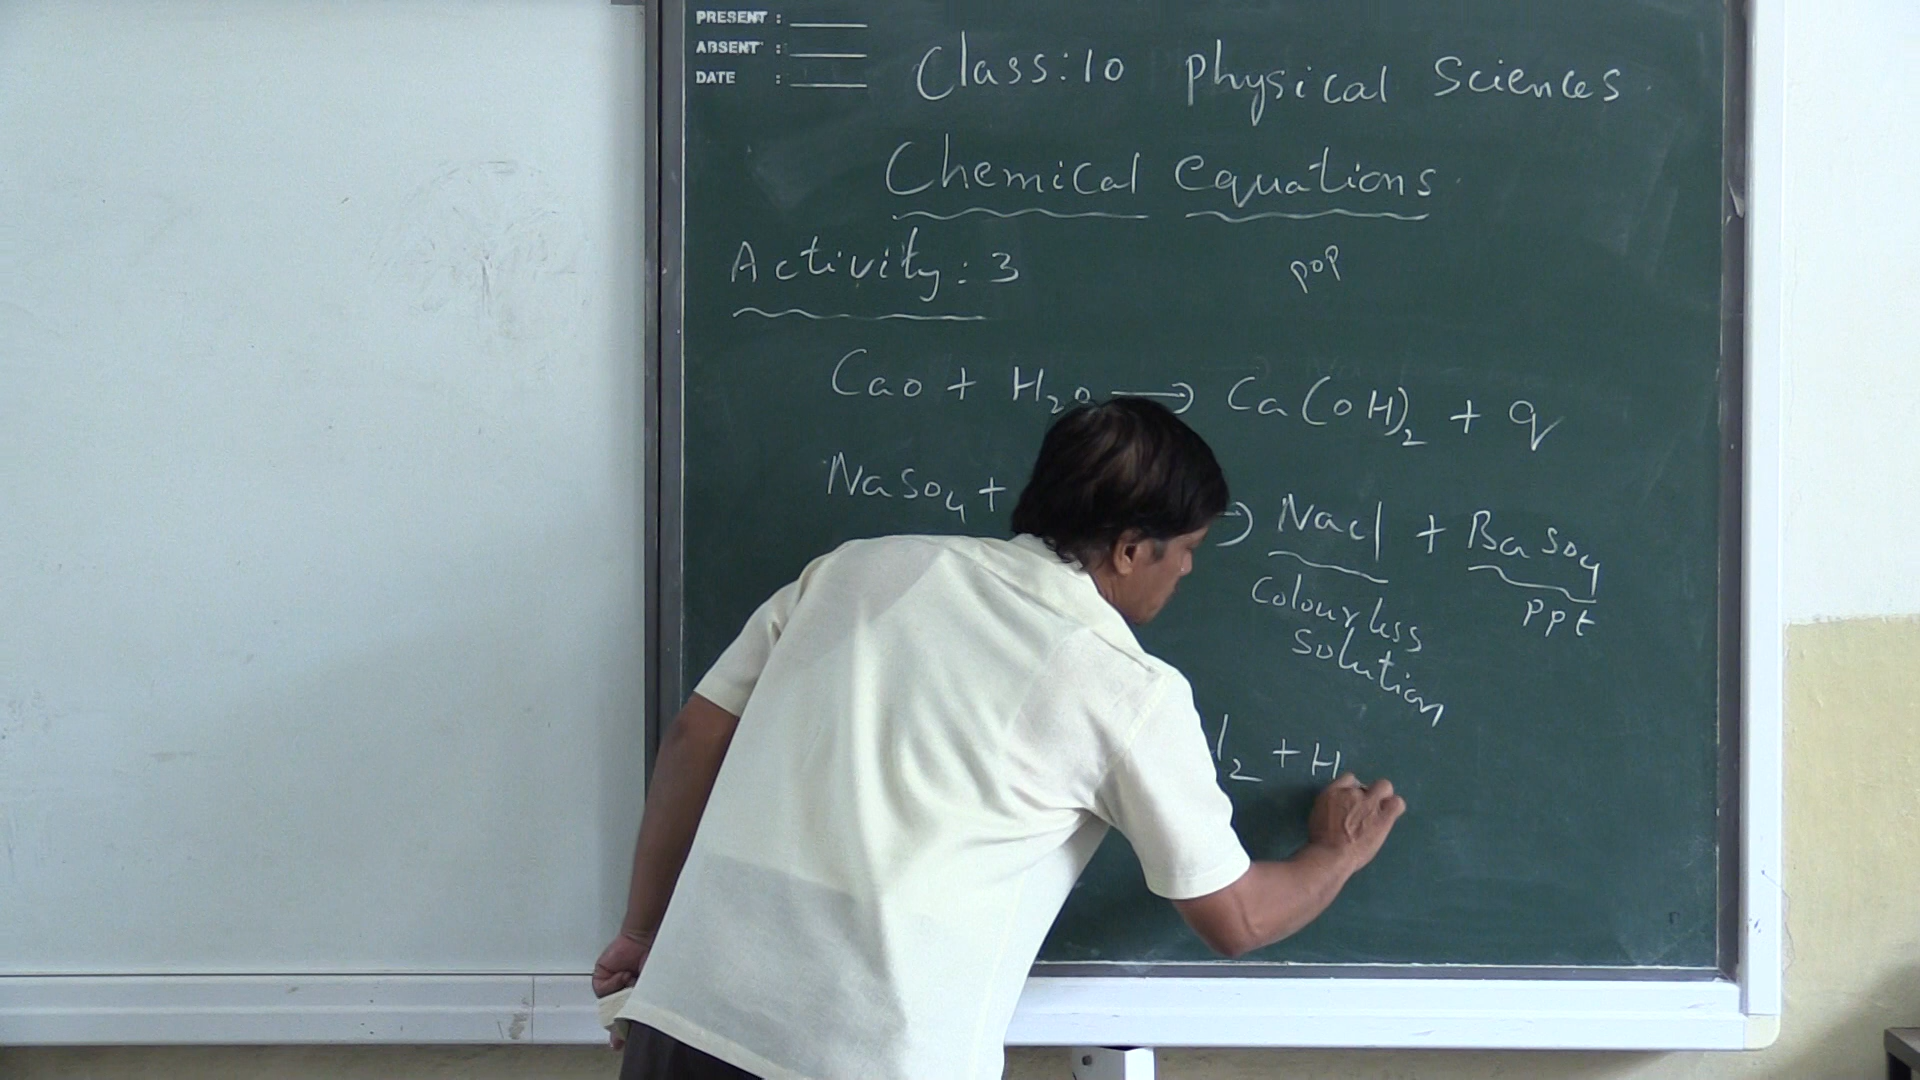 PRESENT :
ABSENT :
DATE :
Class:10 Physical Sciences
Chemical equations
Activity: 3
pop
Cao + H2o → Ca(oH)2 + q
Naso4 + → Nacl + Baso4
Colourless
solution
ppt
l2 + H